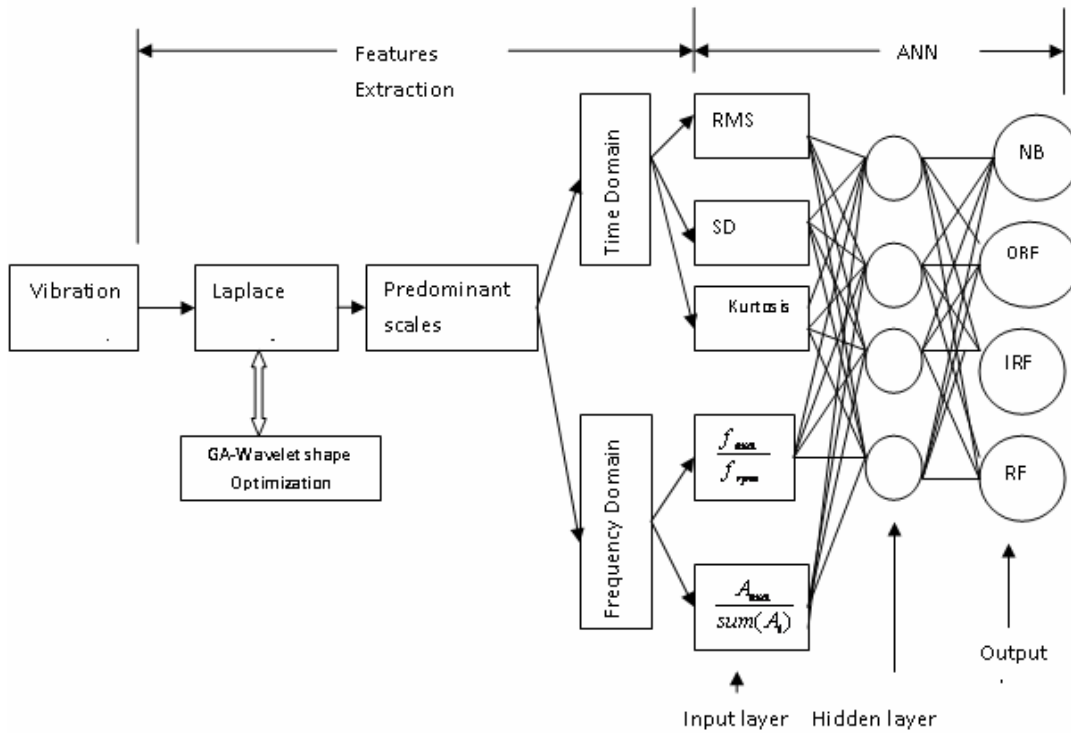 Features
Extraction
ANN
Time Domain
RMS
SD
Kurtosis
NB
ORF
IRF
RF
Vibration
.
Laplace
.
Predominant
scales
GA-Wavelet shape
Optimization
Frequency Domain
f
f
A
sum(A)
Input layer
Hidden layer
Output
.